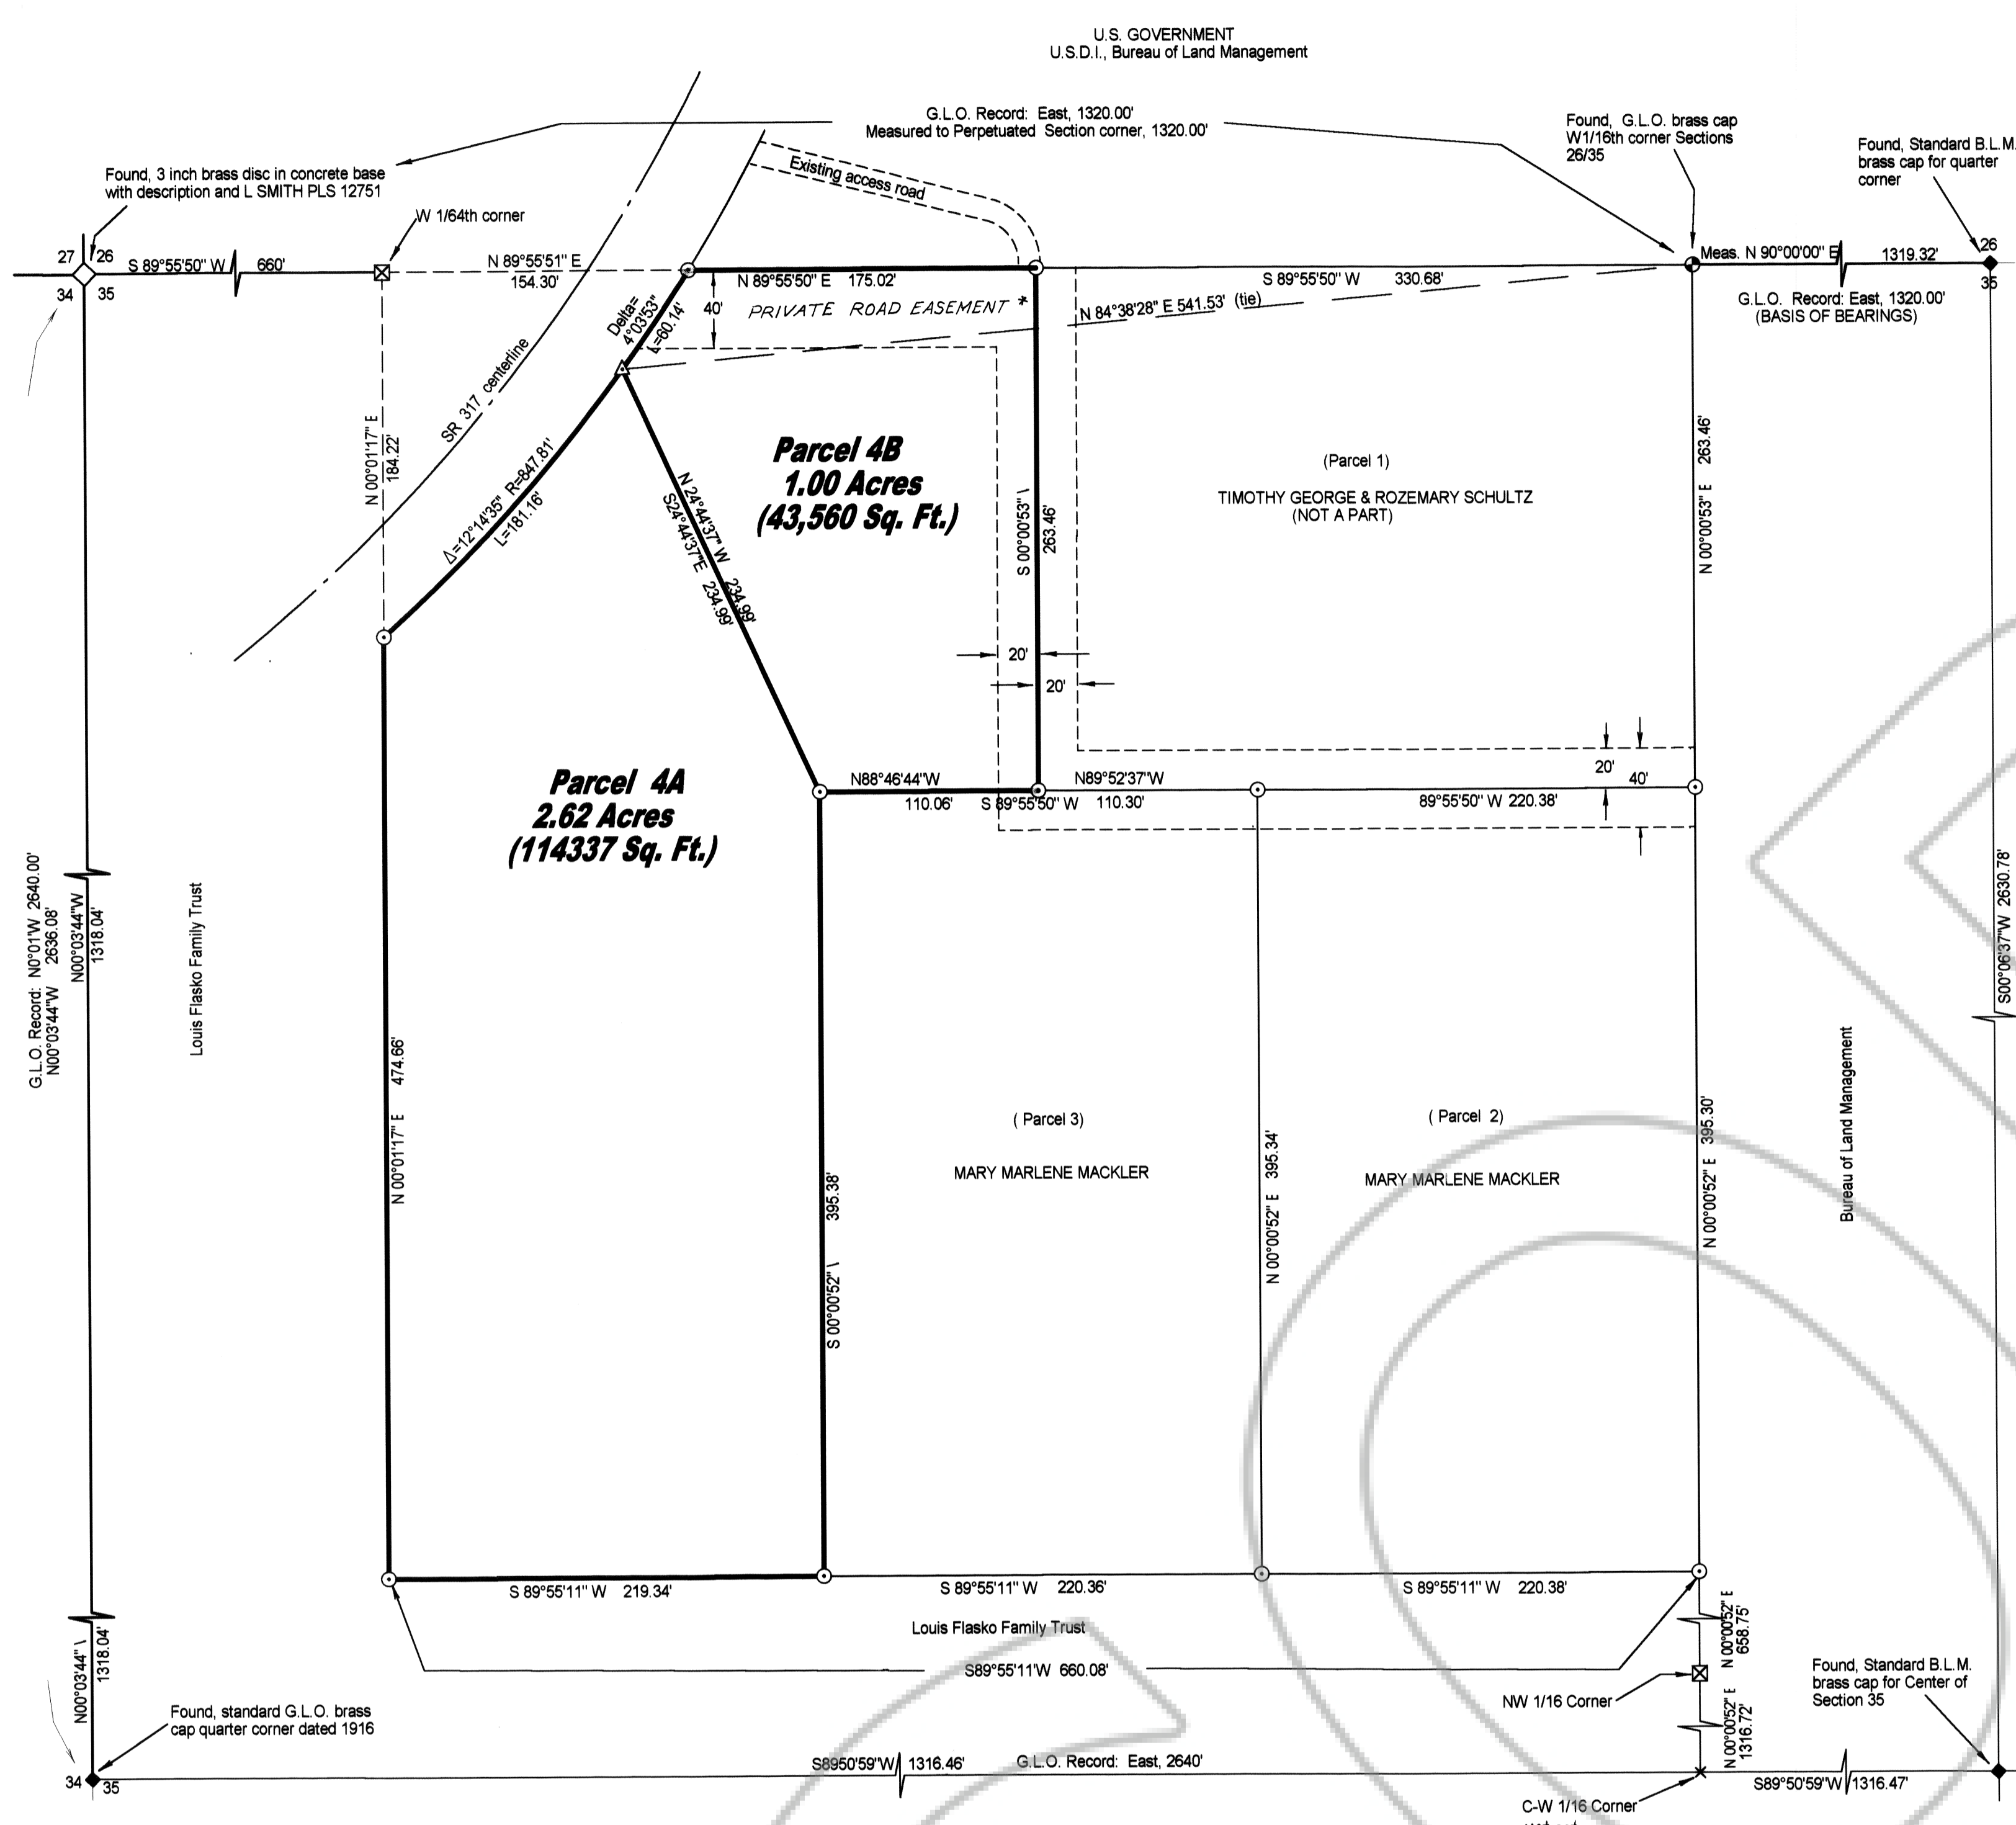 U.S. GOVERNMENT
U.S.D.I., Bureau of Land Management
G.L.O. Record: East, 1320.00'
Measured to Perpetuated Section corner, 1320.00'
Found, G.L.O. brass cap
W1/16th corner Sections
26/35
Found, Standard B.L.M.
brass cap for quarter
corner
Found, 3 inch brass disc in concrete base
with description and L SMITH PLS 12751
Existing access road
W 1/64th corner
27 26
34 35
S 89°55'50" W 660'
N 89°55'51" E
154.30'
N 89°55'50" E 175.02'
S 89°55'50" W 330.68'
Meas. N 90°00'00" E 1319.32'
26
35
G.L.O. Record: East, 1320.00'
(BASIS OF BEARINGS)
PRIVATE ROAD EASEMENT *
40'
N 84°38'28" E 541.53' (tie)
Delta=
4°03'53"
L=60.14'
SR 317 centerline
N 00°01'17" E
184.22'
Δ=12°14'35" R=847.81'
L=181.16'
N 24°44'37" W 234.99'
S24°44'37"E 234.99'
Parcel 4B
1.00 Acres
(43,560 Sq. Ft.)
S 00°00'53" \
263.46'
(Parcel 1)
TIMOTHY GEORGE & ROZEMARY SCHULTZ
(NOT A PART)
N 00°00'53" E 263.46'
20'
20'
20'
40'
Parcel 4A
2.62 Acres
(114337 Sq. Ft.)
N88°46'44"W
110.06'
S 89°55'50" W
N89°52'37"W
110.30'
89°55'50" W 220.38'
G.L.O. Record: N0°01'W 2640.00'
N00°03'44"W 2636.08'
N00°03'44"W
1318.04'
Louis Flasko Family Trust
N 00°01'17" E 474.66'
S 00°00'52" \ 395.38'
( Parcel 3)
MARY MARLENE MACKLER
N 00°00'52" E 395.34'
( Parcel 2)
MARY MARLENE MACKLER
N 00°00'52" E 395.30'
Bureau of Land Management
S00°06'37"W 2630.78'
S 89°55'11" W 219.34'
S 89°55'11" W 220.36'
S 89°55'11" W 220.38'
Louis Flasko Family Trust
S89°55'11'W 660.08'
N 00°00'52" E
658.75'
NW 1/16 Corner
N 00°00'52" E
1316.72'
Found, Standard B.L.M.
brass cap for Center of
Section 35
N00°03'44" \
1318.04'
Found, standard G.L.O. brass
cap quarter corner dated 1916
34 35
S8950'59"W 1316.46'
G.L.O. Record: East, 2640'
S89°50'59"W 1316.47'
C-W 1/16 Corner